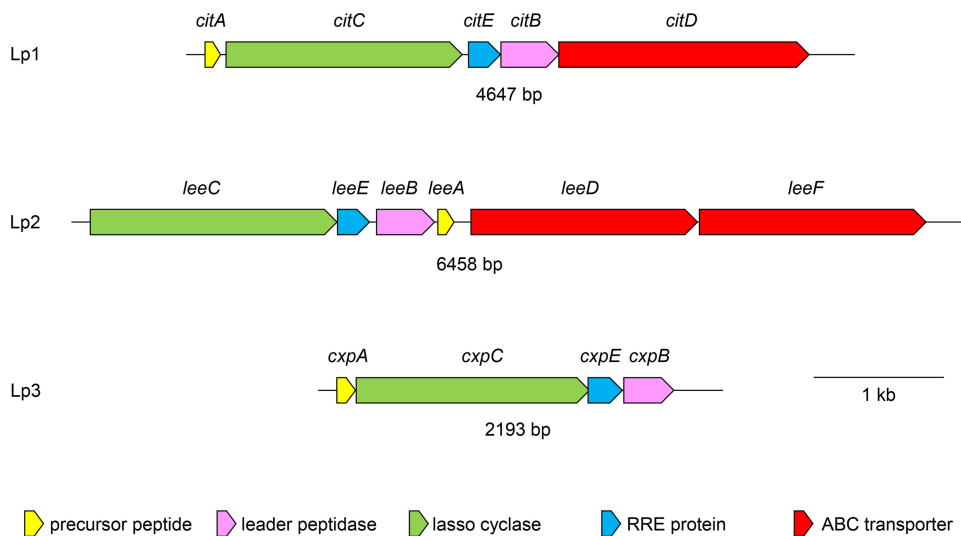 citA citC citE citB citD
Lp1
4647 bp
leeC leeE leeB leeA leeD leeF
Lp2
6458 bp
cxpA cxpC cxpE cxpB
Lp3
1 kb
2193 bp
precursor peptide leader peptidase lasso cyclase RRE protein ABC transporter